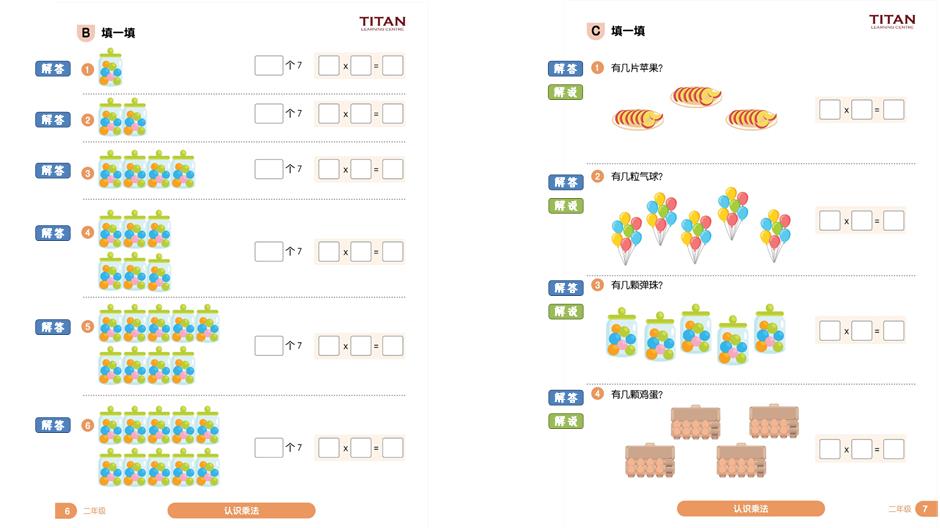 B 填一填
TITAN
LEARNING CENTRE
解答 1 个 7 x =
解答 2 个 7 x =
解答 3 个 7 x =
解答 4 个 7 x =
解答 5 个 7 x =
解答 6 个 7 x =
6 二年级 认识乘法
C 填一填
TITAN
LEARNING CENTRE
解答 1 有几片苹果?
解说 x =
解答 2 有几粒气球?
解说 x =
解答 3 有几颗弹珠?
解说 x =
解答 4 有几颗鸡蛋?
解说 x =
认识乘法 二年级 7